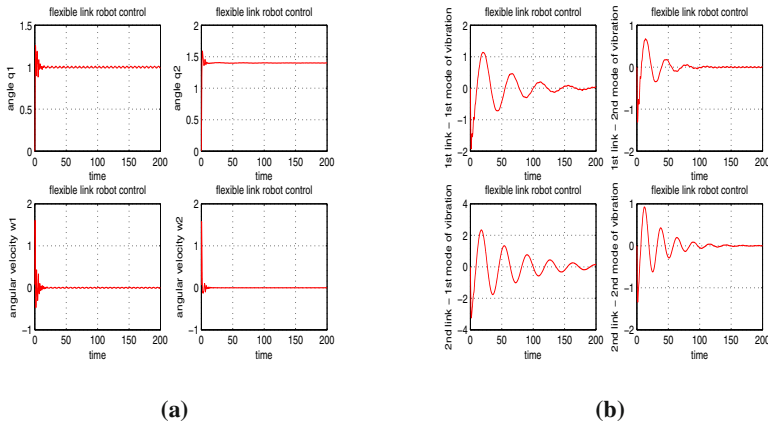 flexible link robot control
1.5
1
0.5
0
angle q1
0 50 100 150 200
time
flexible link robot control
2
1.5
1
0.5
0
angle q2
0 50 100 150 200
time
flexible link robot control
2
1
0
−1
angular velocity w1
0 50 100 150 200
time
flexible link robot control
2
1
0
−1
angular velocity w2
0 50 100 150 200
time
(a)
flexible link robot control
2
1
0
−1
−2
1st link − 1st mode of vibration
0 50 100 150 200
time
flexible link robot control
1
0
−1
−2
1st link − 2nd mode of vibration
0 50 100 150 200
time
flexible link robot control
4
2
0
−2
−4
2nd link − 1st mode of vibration
0 50 100 150 200
time
flexible link robot control
1
0
−1
−2
2nd link − 2nd mode of vibration
0 50 100 150 200
time
(b)